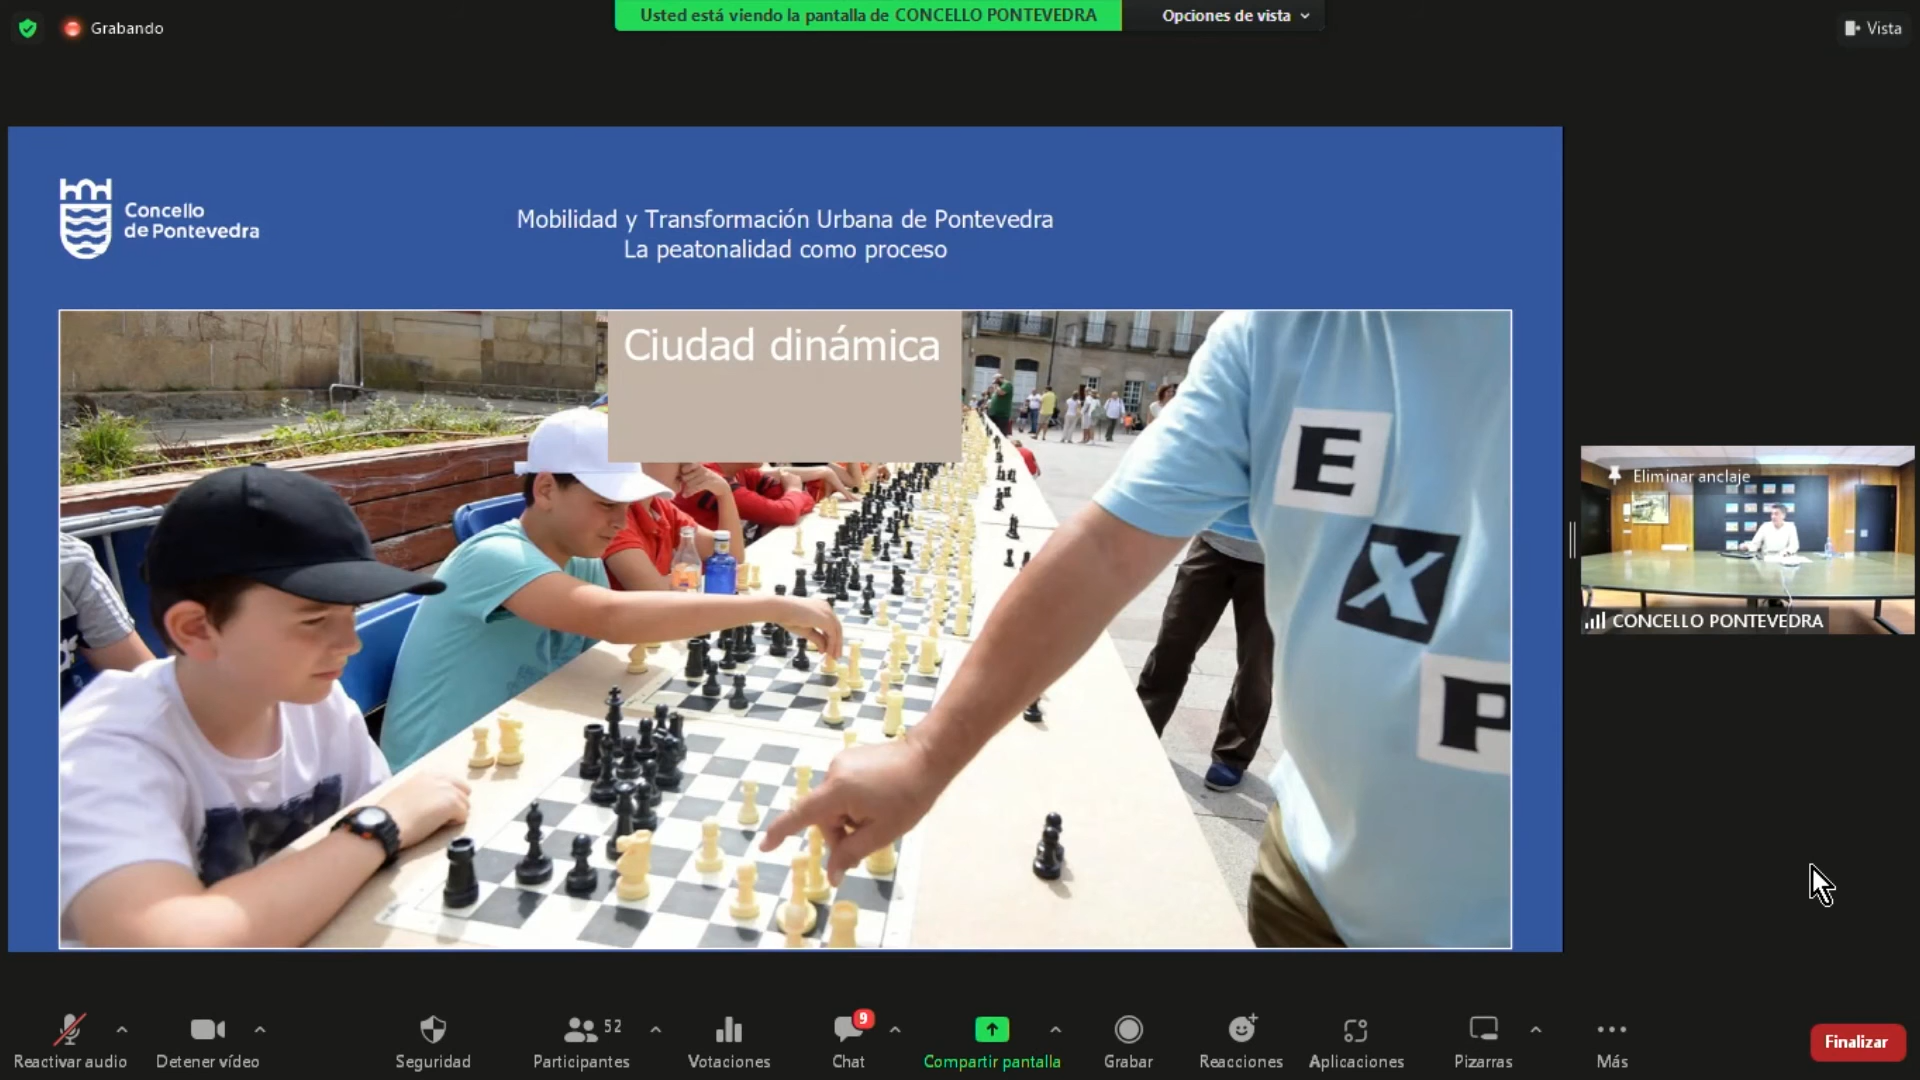 Grabando
Usted está viendo la pantalla de CONCELLO PONTEVEDRA
Opciones de vista
Vista
Concello
de Pontevedra
Mobilidad y Transformación Urbana de Pontevedra
La peatonalidad como proceso
Ciudad dinámica
E
X
P
Eliminar anclaje
CONCELLO PONTEVEDRA
Reactivar audio
Detener vídeo
Seguridad
52
Participantes
Votaciones
9
Chat
Compartir pantalla
Grabar
Reacciones
Aplicaciones
Pizarras
Más
Finalizar